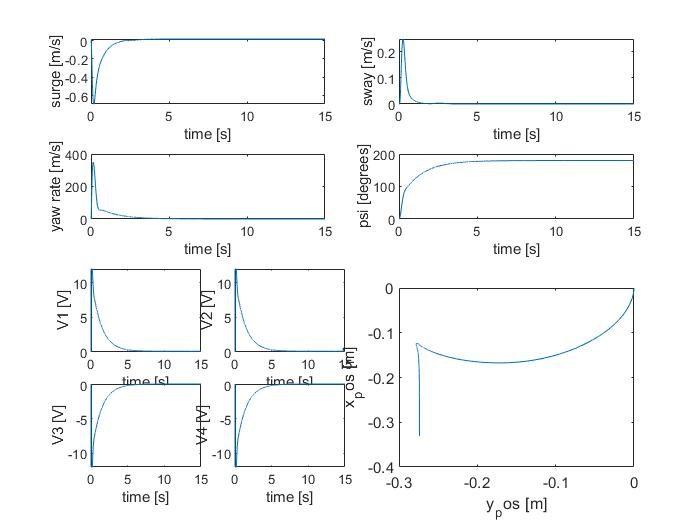 surge [m/s]
0
-0.2
-0.4
-0.6
0 5 10 15
time [s]
sway [m/s]
0.2
0.1
0
0 5 10 15
time [s]
yaw rate [m/s]
400
200
0
0 5 10 15
time [s]
psi [degrees]
200
100
0
0 5 10 15
time [s]
V1 [V]
10
5
0
0 5 10 15
time [s]
V2 [V]
10
5
0
0 5 10 15
time [s]
V3 [V]
0
-5
-10
0 5 10 15
time [s]
V4 [V]
0
-5
-10
0 5 10 15
time [s]
x_pos [m]
0
-0.1
-0.2
-0.3
-0.4
-0.3 -0.2 -0.1 0
y_pos [m]